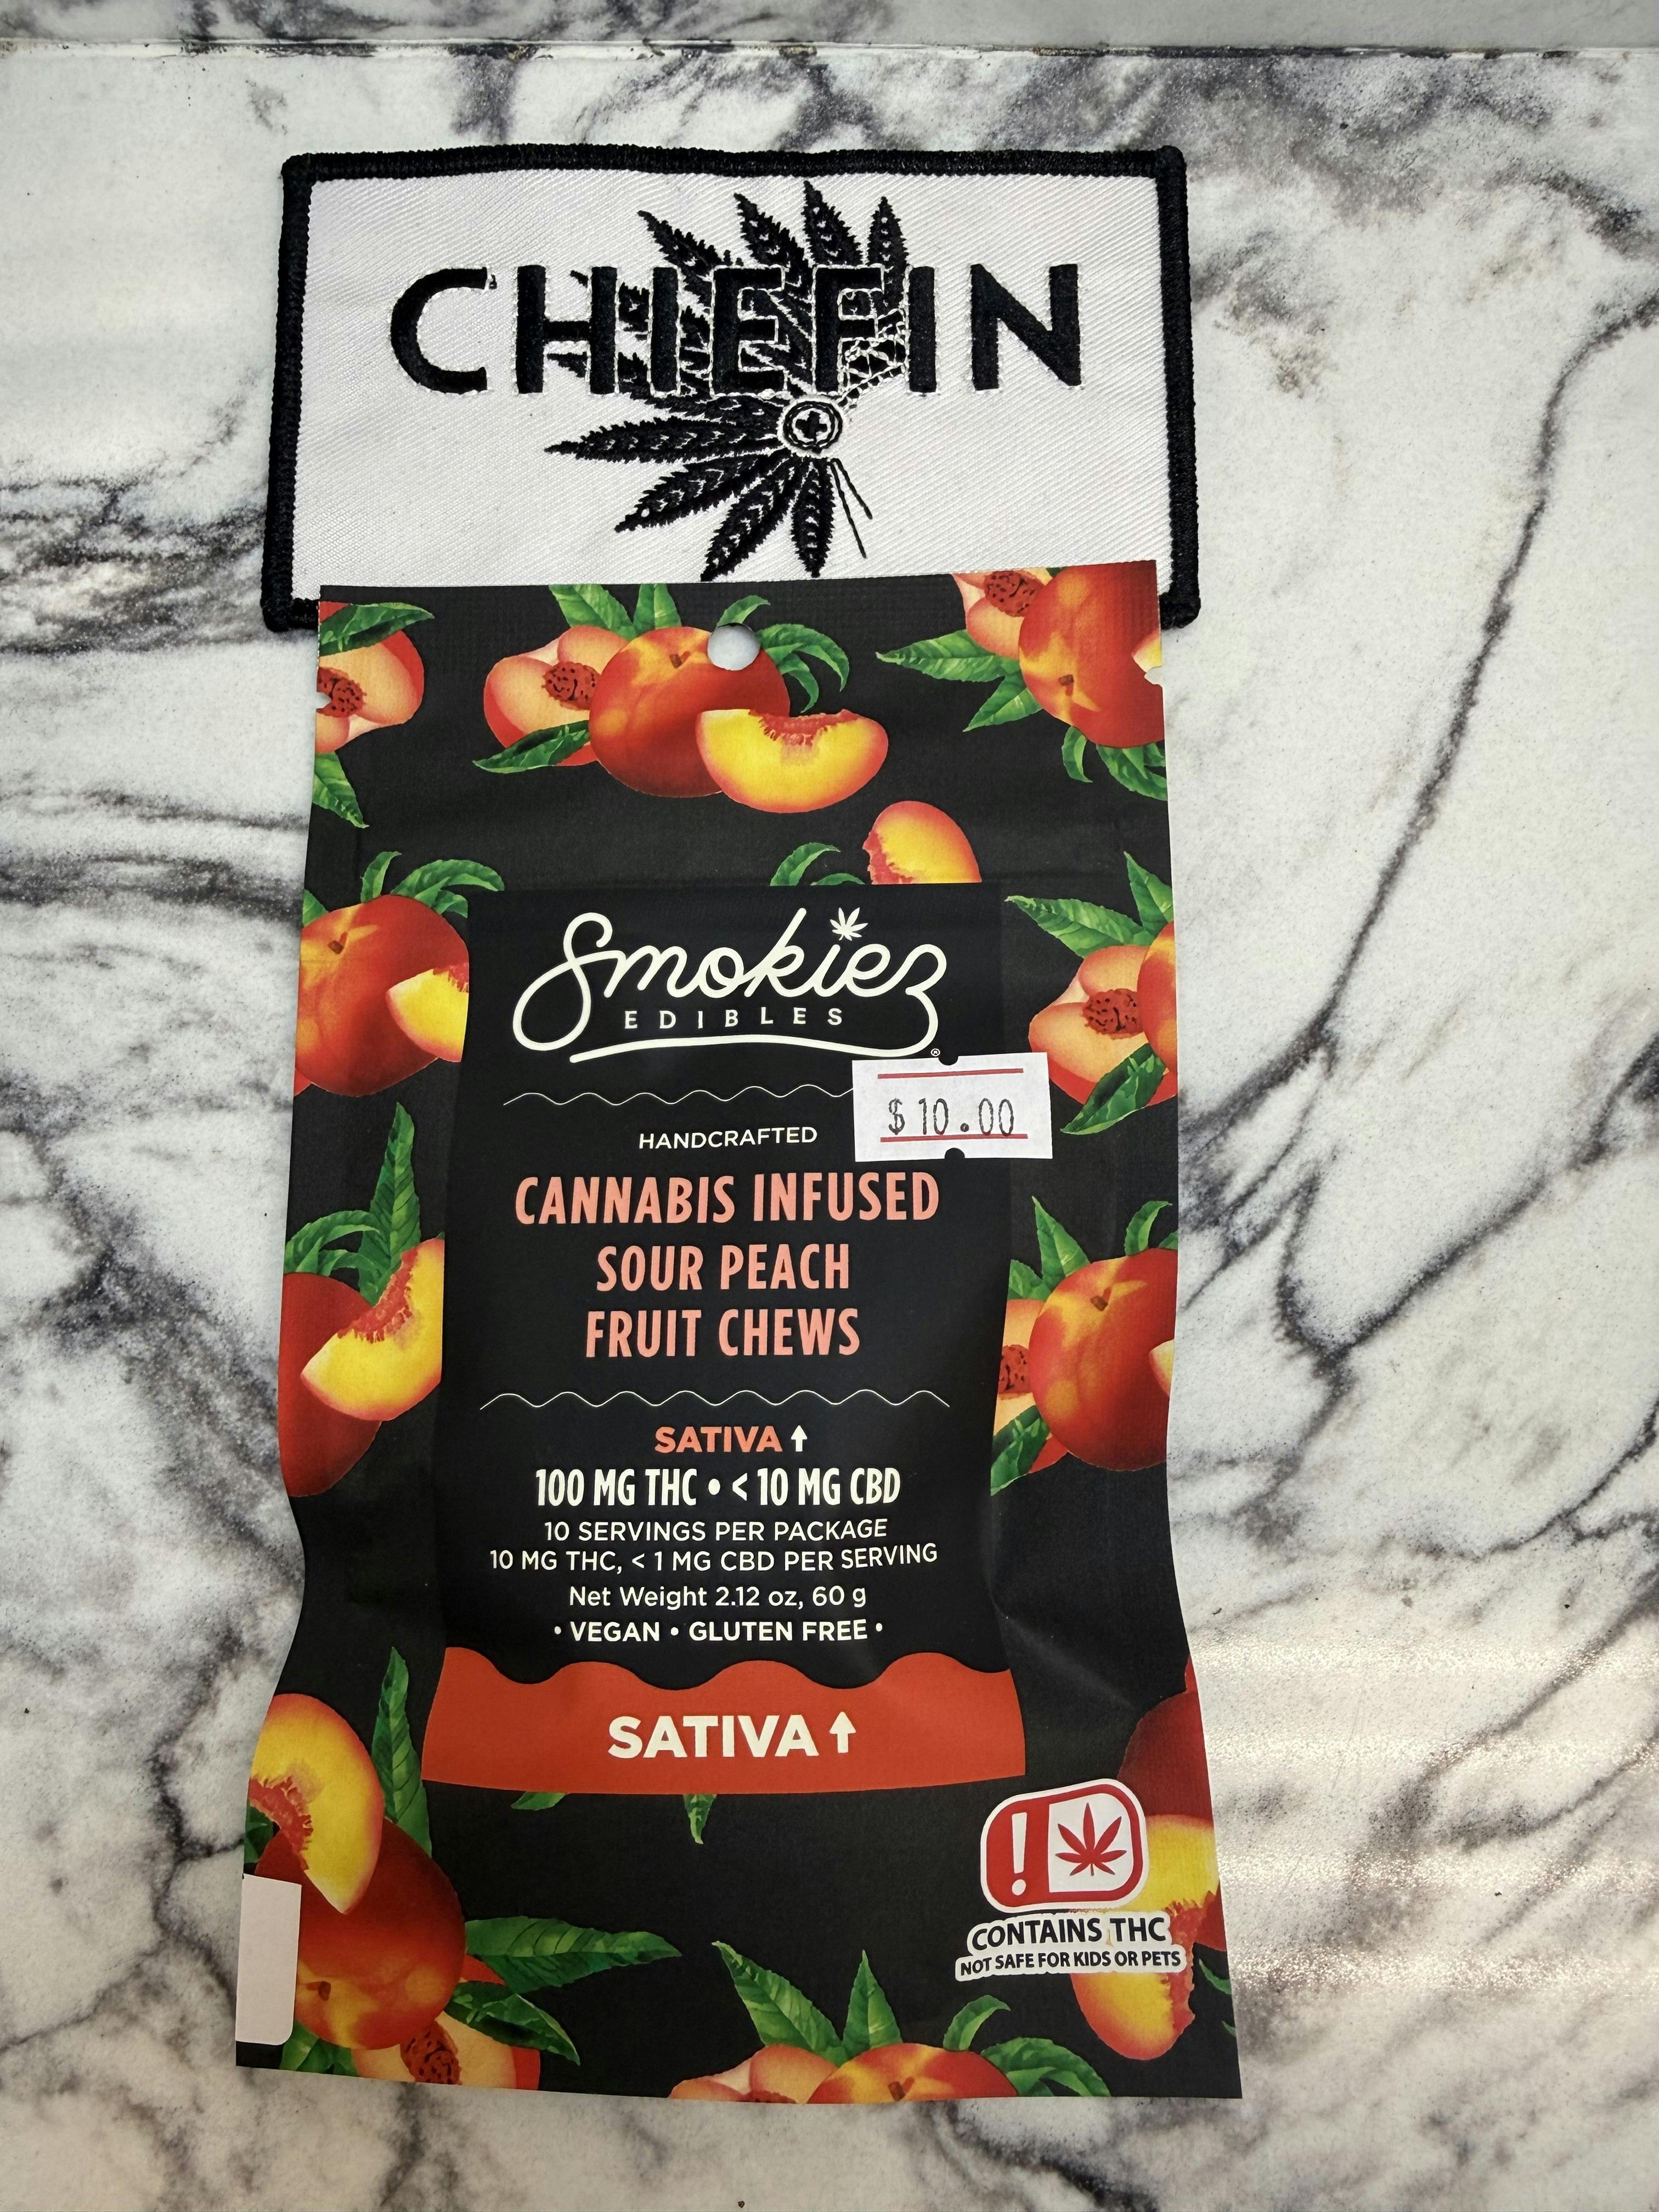 CHIEFIN
Smokiez
EDIBLES
®
$10.00
HANDCRAFTED
CANNABIS INFUSED
SOUR PEACH
FRUIT CHEWS
SATIVA ↑
100 MG THC • < 10 MG CBD
10 SERVINGS PER PACKAGE
10 MG THC, < 1 MG CBD PER SERVING
Net Weight 2.12 oz, 60 g
• VEGAN • GLUTEN FREE •
SATIVA ↑
!
CONTAINS THC
NOT SAFE FOR KIDS OR PETS